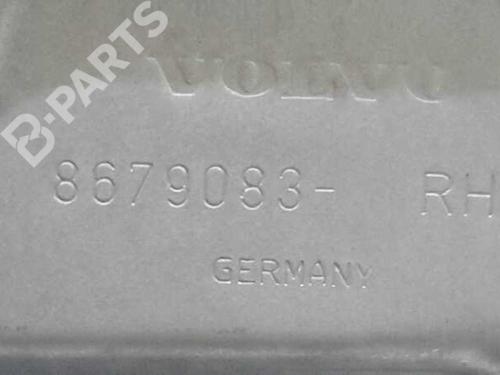 B-PARTS
VOLVO
8679083- RH
GERMANY